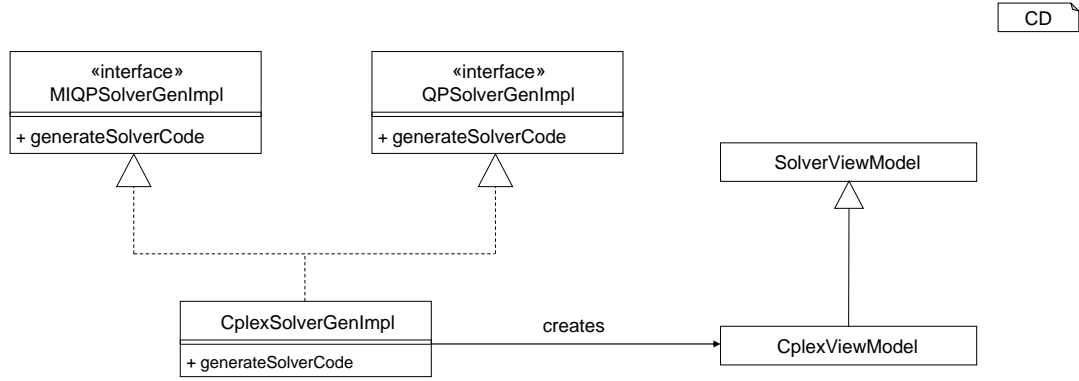 CD
«interface»
MIQPSolverGenImpl
+ generateSolverCode
«interface»
QPSolverGenImpl
+ generateSolverCode
SolverViewModel
CplexSolverGenImpl
+ generateSolverCode
creates
CplexViewModel